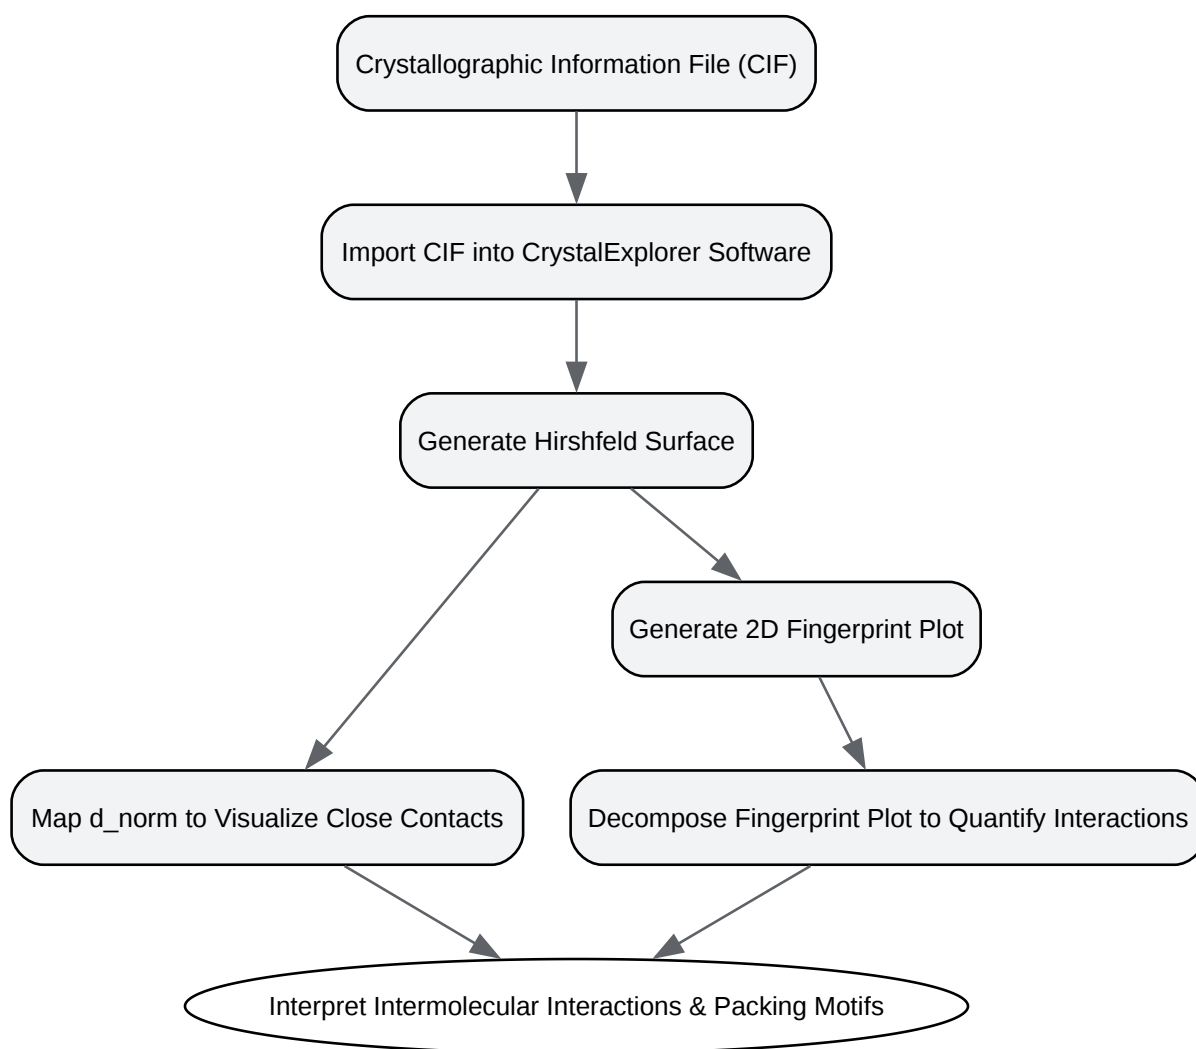 Crystallographic Information File (CIF)
Import CIF into CrystalExplorer Software
Generate Hirshfeld Surface
Generate 2D Fingerprint Plot
Map d_norm to Visualize Close Contacts
Decompose Fingerprint Plot to Quantify Interactions
Interpret Intermolecular Interactions & Packing Motifs